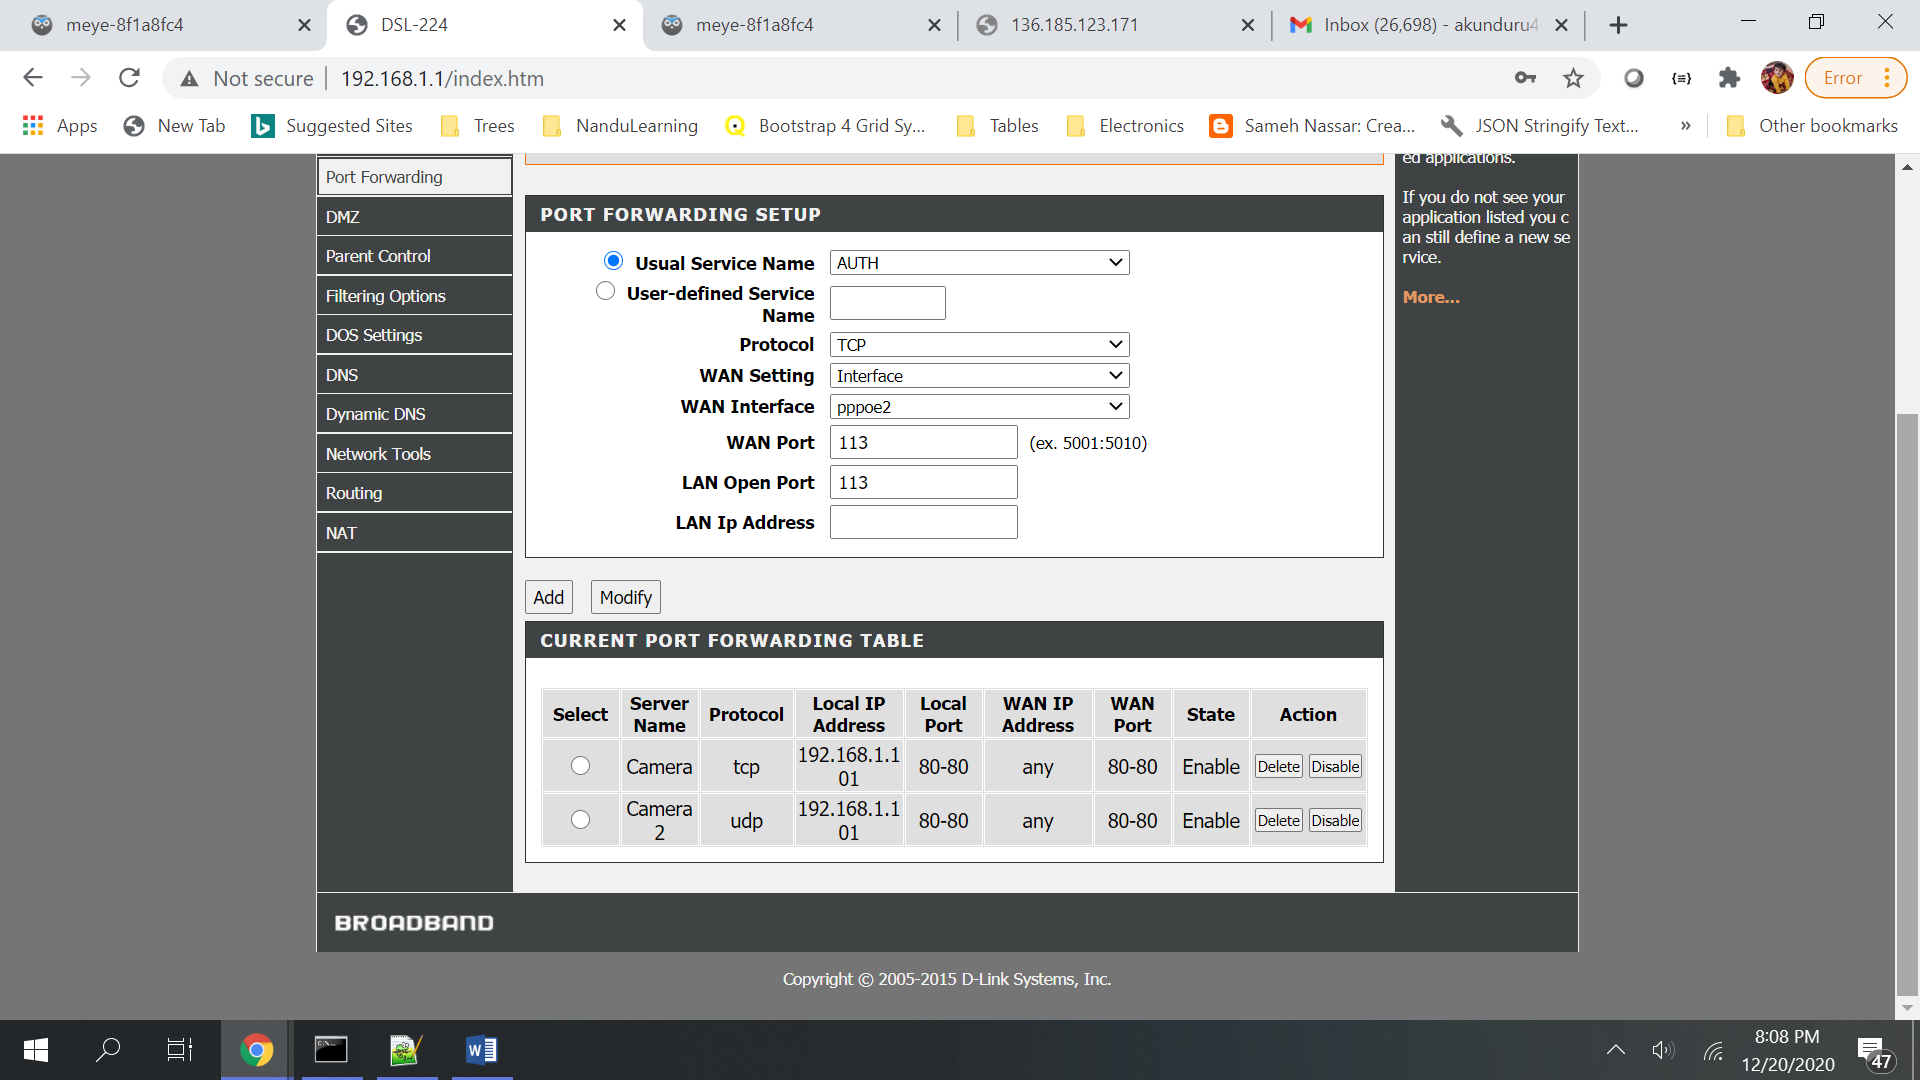 meye-8f1a8fc4
DSL-224
meye-8f1a8fc4
136.185.123.171
Inbox (26,698) - akunduru4
Not secure
192.168.1.1/index.htm
Error
Apps
New Tab
Suggested Sites
Trees
NanduLearning
Bootstrap 4 Grid Sy...
Tables
Electronics
Sameh Nassar: Crea...
JSON Stringify Text...
»
Other bookmarks
Port Forwarding
DMZ
Parent Control
Filtering Options
DOS Settings
DNS
Dynamic DNS
Network Tools
Routing
NAT
PORT FORWARDING SETUP
Usual Service Name AUTH
User-defined Service
Name
Protocol TCP
WAN Setting Interface
WAN Interface pppoe2
WAN Port 113 (ex. 5001:5010)
LAN Open Port 113
LAN Ip Address
Add Modify
CURRENT PORT FORWARDING TABLE
Select Server Name Protocol Local IP Address Local Port WAN IP Address WAN Port State Action
Camera tcp 192.168.1.1
01 80-80 any 80-80 Enable Delete Disable
Camera
2 udp 192.168.1.1
01 80-80 any 80-80 Enable Delete Disable
ed applications.
If you do not see your
application listed you c
an still define a new se
rvice.
More...
BROADBAND
Copyright © 2005-2015 D-Link Systems, Inc.
8:08 PM
12/20/2020
47